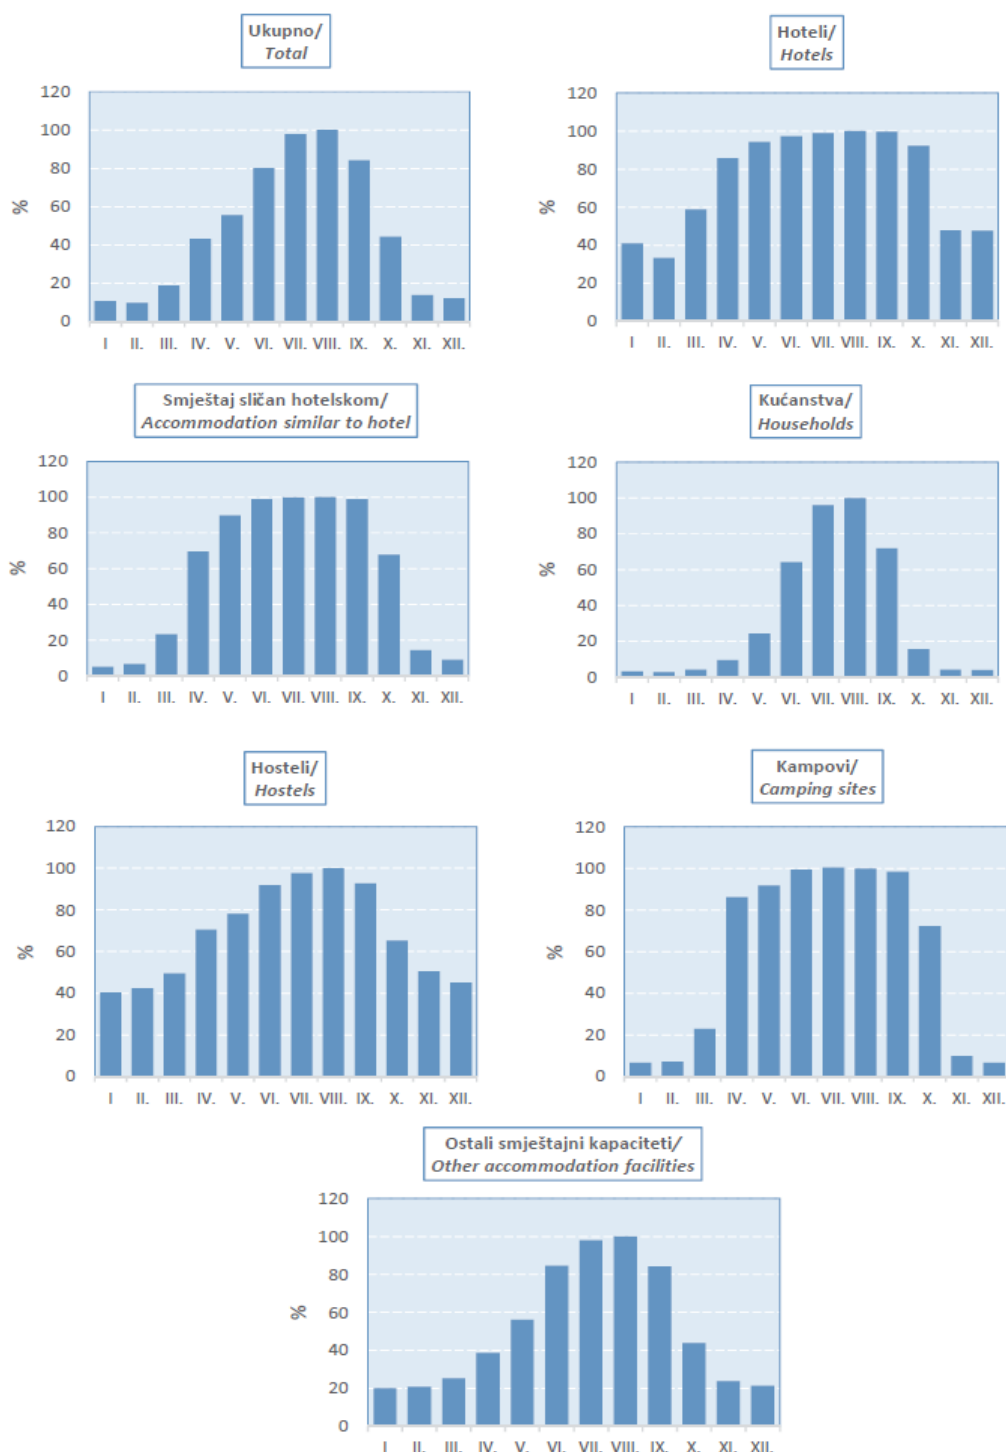 Ukupno/
Total
120
100
80
60
40
20
0
%
I II. III. IV. V. VI. VII. VIII. IX. X. XI. XII.
Hoteli/
Hotels
120
100
80
60
40
20
0
%
I II. III. IV. V. VI. VII. VIII. IX. X. XI. XII.
Smještaj sličan hotelskom/
Accommodation similar to hotel
120
100
80
60
40
20
0
%
I II. III. IV. V. VI. VII. VIII. IX. X. XI. XII.
Kućanstva/
Households
120
100
80
60
40
20
0
%
I II. III. IV. V. VI. VII. VIII. IX. X. XI. XII.
Hosteli/
Hostels
120
100
80
60
40
20
0
%
I II. III. IV. V. VI. VII. VIII. IX. X. XI. XII.
Kampovi/
Camping sites
120
100
80
60
40
20
0
%
I II. III. IV. V. VI. VII. VIII. IX. X. XI. XII.
Ostali smještajni kapaciteti/
Other accommodation facilities
120
100
80
60
40
20
0
%
I II. III. IV. V. VI. VII. VIII. IX. X. XI. XII.